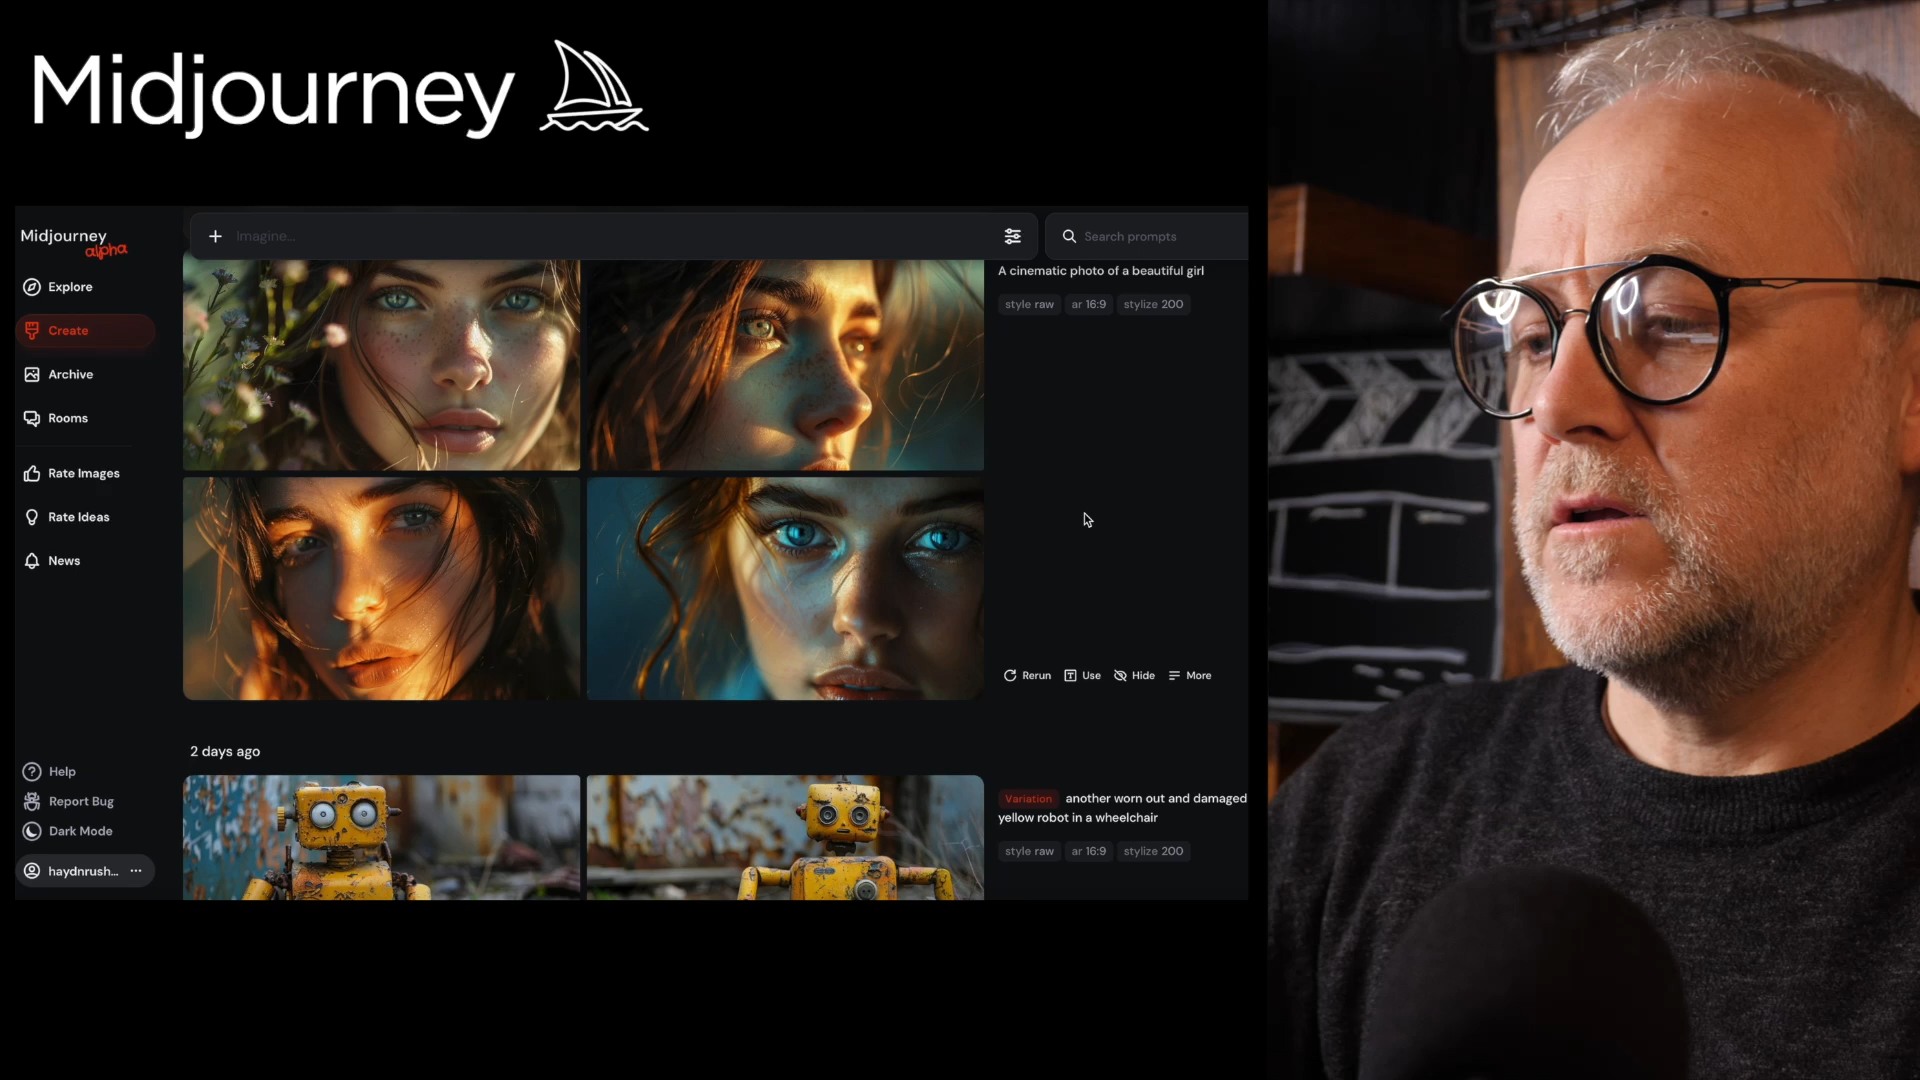 Midjourney
Midjourney
alpha
Imagine...
Search prompts
Explore
Create
Archive
Rooms
Rate Images
Rate Ideas
News
A cinematic photo of a beautiful girl
style raw ar 16:9 stylize 200
Rerun Use Hide More
2 days ago
Variation another worn out and damaged
yellow robot in a wheelchair
style raw ar 16:9 stylize 200
Help
Report Bug
Dark Mode
haydnrush... ...